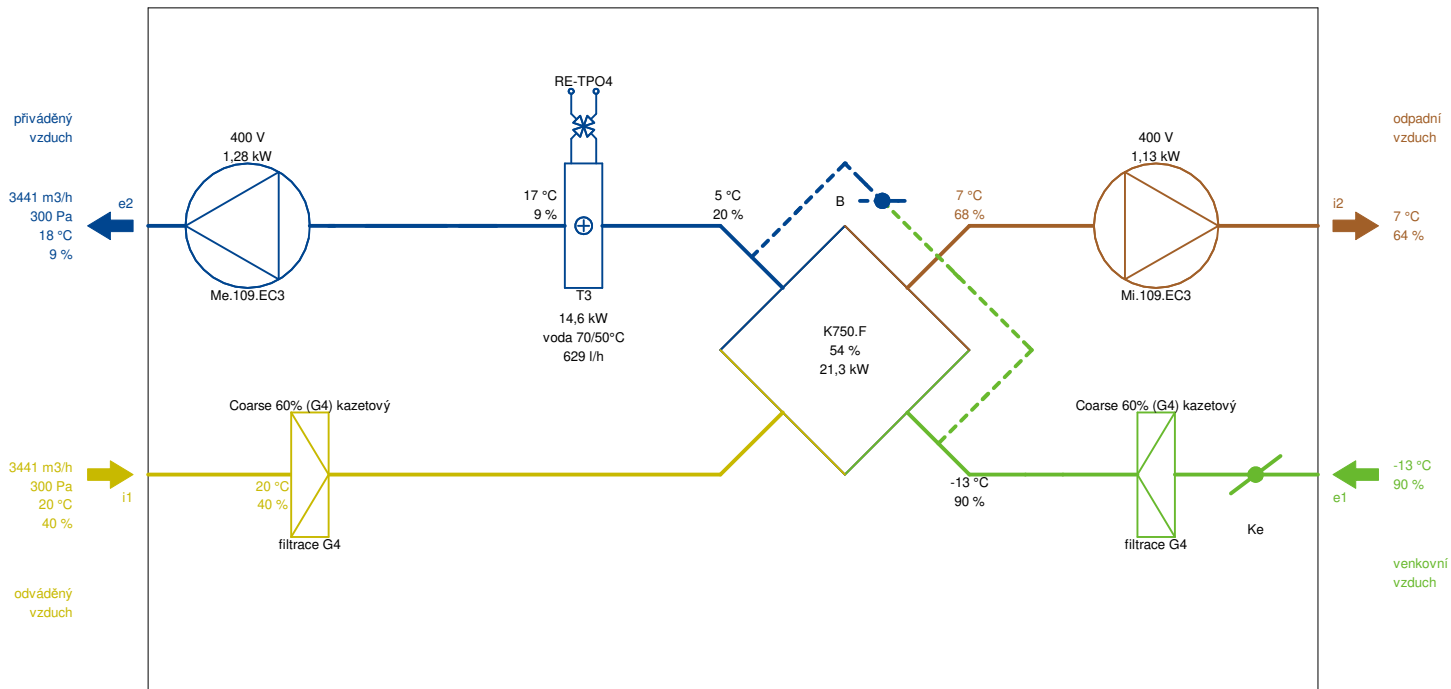 RE-TPO4
přiváděný
vzduch
400 V
1,28 kW
3441 m3/h
300 Pa
18 °C
9 %
e2
17 °C
9 %
5 °C
20 %
B
7 °C
68 %
400 V
1,13 kW
odpadní
vzduch
i2
7 °C
64 %
Me.109.EC3
T3
14,6 kW
voda 70/50°C
629 l/h
Mi.109.EC3
K750.F
54 %
21,3 kW
Coarse 60% (G4) kazetový
Coarse 60% (G4) kazetový
3441 m3/h
300 Pa
20 °C
40 %
i1
20 °C
40 %
filtrace G4
-13 °C
90 %
filtrace G4
Ke
e1
-13 °C
90 %
odváděný
vzduch
venkovní
vzduch